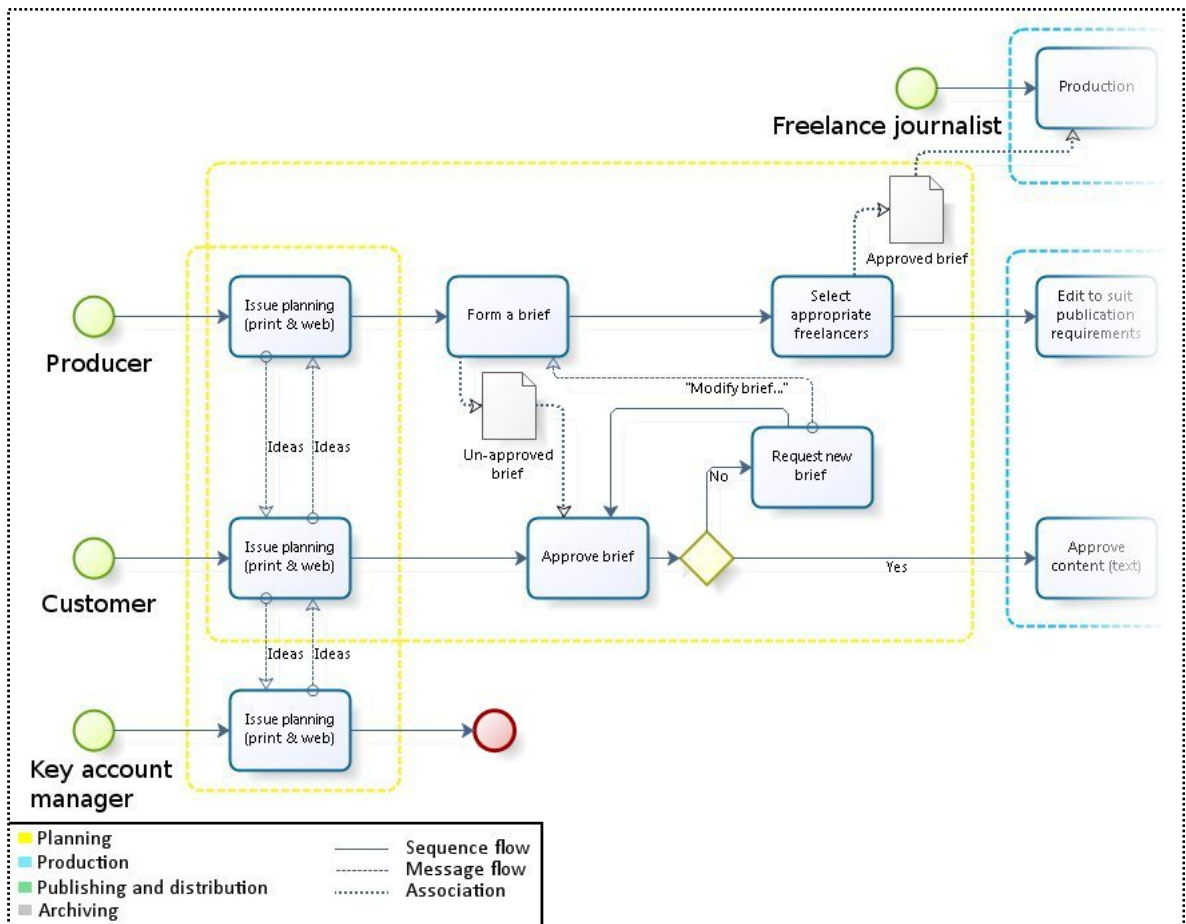 Production
Freelance journalist
Approved brief
Issue planning
(print & web)
Form a brief
Select
appropriate
freelancers
Edit to suit
publication
requirements
Producer
"Modify brief..."
Un-approved
brief
Request new
brief
Ideas
Ideas
No
Issue planning
(print & web)
Approve brief
Yes
Approve
content (text)
Customer
Ideas
Ideas
Issue planning
(print & web)
Key account
manager
Planning
Production
Publishing and distribution
Archiving
Sequence flow
Message flow
Association